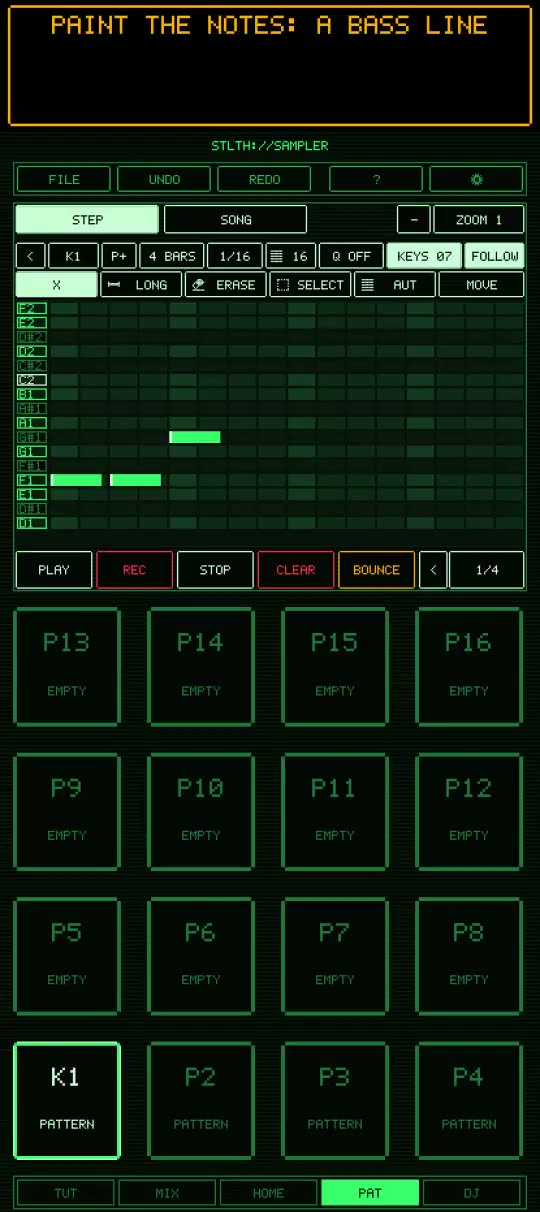 PAINT THE NOTES: A BASS LINE
STLTH://SAMPLER
FILE UNDO REDO ?
STEP SONG - ZOOM 1
< K1 P+ 4 BARS 1/16 16 Q OFF KEYS 07 FOLLOW
X LONG ERASE SELECT AUT MOVE
F2
E2
D#2
D2
C#2
C2
B1
A#1
A1
G#1
G1
F#1
F1
E1
D#1
D1
PLAY REC STOP CLEAR BOUNCE < 1/4
P13 P14 P15 P16
EMPTY EMPTY EMPTY EMPTY
P9 P10 P11 P12
EMPTY EMPTY EMPTY EMPTY
P5 P6 P7 P8
EMPTY EMPTY EMPTY EMPTY
K1 P2 P3 P4
PATTERN PATTERN PATTERN PATTERN
TUT MIX HOME PAT DJ